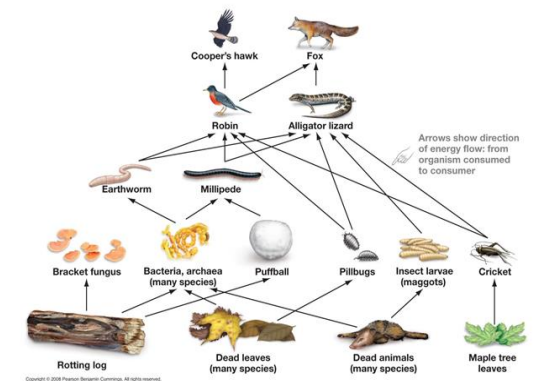 Cooper's hawk
Fox
Robin
Alligator lizard
Arrows show direction
of energy flow: from
organism consumed
to consumer
Earthworm
Millipede
Bracket fungus
Bacteria, archaea
(many species)
Puffball
Pillbugs
Insect larvae
(maggots)
Cricket
Rotting log
Dead leaves
(many species)
Dead animals
(many species)
Maple tree
leaves
Copyright © 2008 Pearson Benjamin Cummings. All rights reserved.